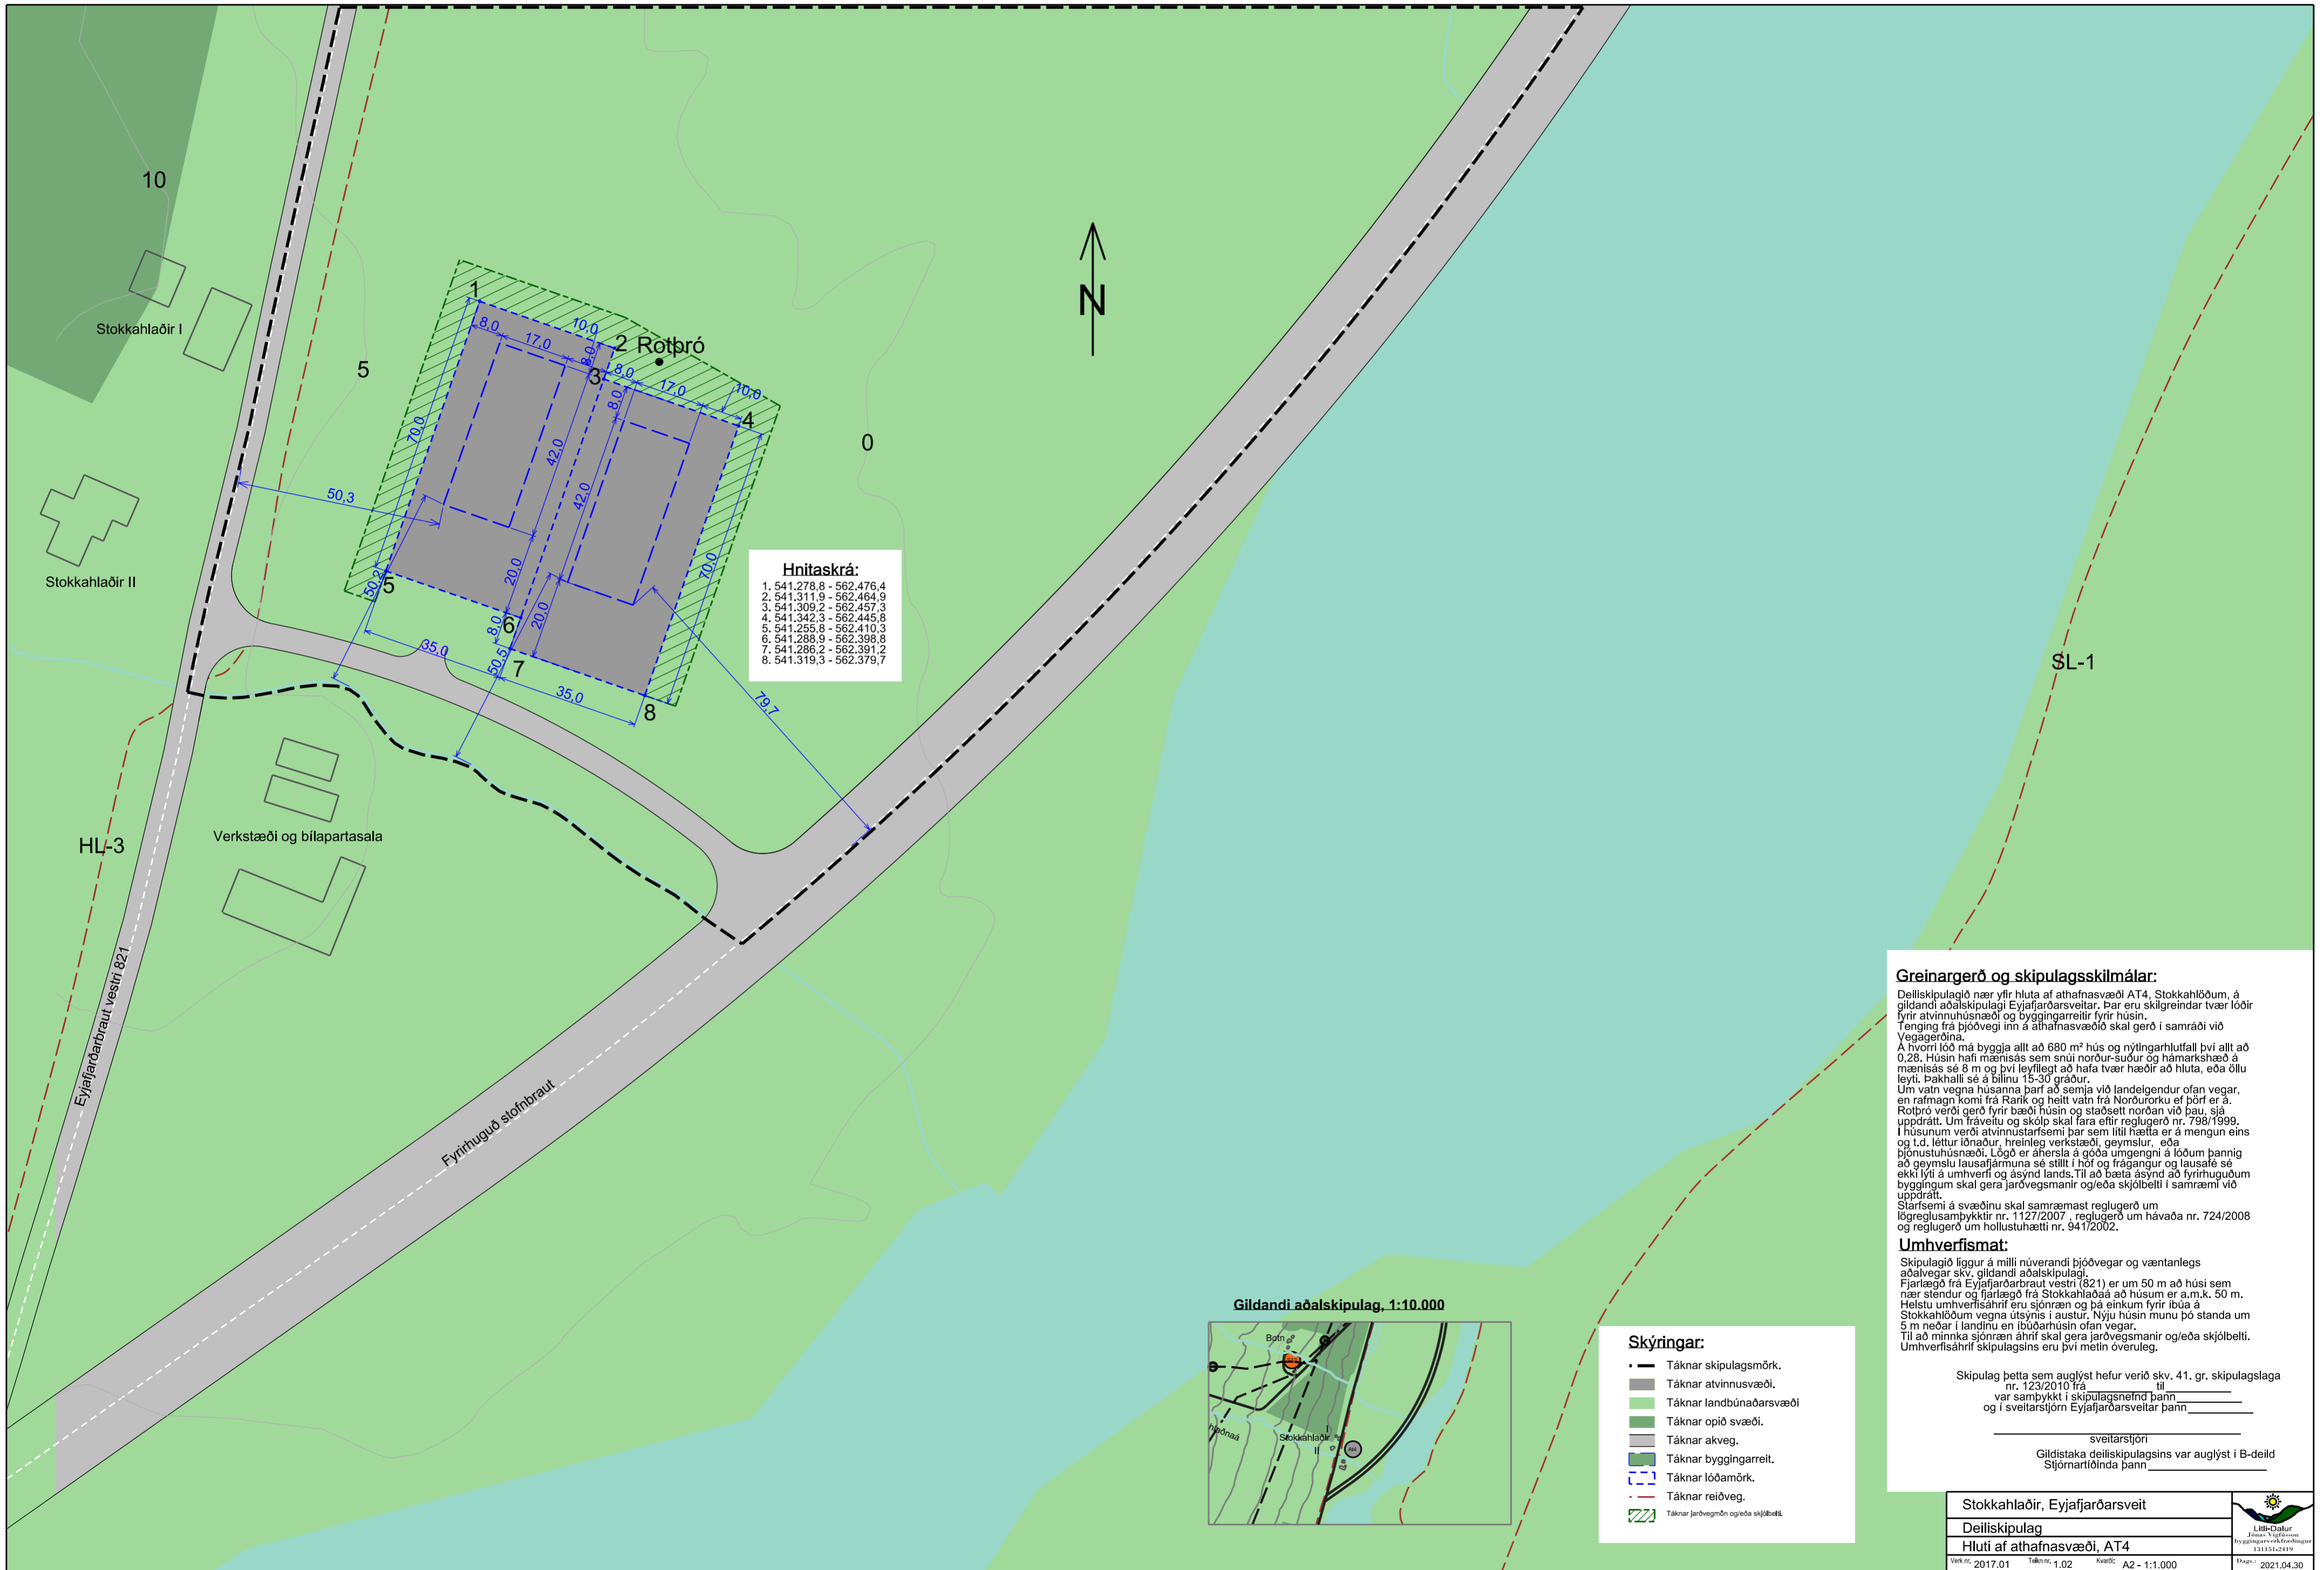 10
Stokkahlaðir I
5
Stokkahlaðir II
HL-3
Verkstæði og bílapartasala
Eyjafjarðarbraut vestri 821
Fyrirhuguð stofnbraut
1
2
Rotþró
3
4
5
6
7
8
0
N
SL-1
8,0
17,0
10,0
8,0
8,0
17,0
10,0
8,0
70,0
42,0
42,0
70,0
50,3
50,2
20,0
20,0
8,0
35,0
50,5
35,0
79,7
Hnitaskrá:
1. 541.278,8 - 562.476,4
2. 541.311,9 - 562.464,9
3. 541.309,2 - 562.457,3
4. 541.342,3 - 562.445,8
5. 541.255,8 - 562.410,3
6. 541.288,9 - 562.398,8
7. 541.286,2 - 562.391,2
8. 541.319,3 - 562.379,7
Greinargerð og skipulagsskilmálar:
Deiliskipulagið nær yfir hluta af athafnasvæði AT4, Stokkahlöðum, á
gildandi aðalskipulagi Eyjafjarðarsveitar. Þar eru skilgreindar tvær lóðir
fyrir atvinnuhúsnæði og byggingarreitir fyrir húsin.
Tenging frá þjóðvegi inn á athafnasvæðið skal gerð í samráði við
Vegagerðina.
Á hvorri lóð má byggja allt að 680 m² hús og nýtingarhlutfall því allt að
0,28. Húsin hafi mænisás sem snúi norður-suður og hámarkshæð á
mænisás sé 8 m og því leyfilegt að hafa tvær hæðir að hluta, eða öllu
leyti. Þakhalli sé á bilinu 15-30 gráður.
Um vatn vegna húsanna þarf að semja við landeigendur ofan vegar,
en rafmagn komi frá Rarik og heitt vatn frá Norðurorku ef þörf er á.
Rotþró verði gerð fyrir bæði húsin og staðsett norðan við þau, sjá
uppdrátt. Um fráveitu og skólp skal fara eftir reglugerð nr. 798/1999.
Í húsunum verði atvinnustarfsemi þar sem lítil hætta er á mengun eins
og t.d. léttur iðnaður, hreinleg verkstæði, geymslur, eða
þjónustuhúsnæði. Lögð er áhersla á góða umgengni á lóðum þannig
að geymslu lausafjármuna sé stillt í hóf og frágangur og lausafé sé
ekki lýti á umhverfi og ásýnd lands.Til að bæta ásýnd að fyrirhuguðum
byggingum skal gera jarðvegsmanir og/eða skjólbelti í samræmi við
uppdrátt.
Starfsemi á svæðinu skal samræmast reglugerð um
lögreglusamþykktir nr. 1127/2007 , reglugerð um hávaða nr. 724/2008
og reglugerð um hollustuhætti nr. 941/2002.
Umhverfismat:
Skipulagið liggur á milli núverandi þjóðvegar og væntanlegs
aðalvegar skv. gildandi aðalskipulagi.
Fjarlægð frá Eyjafjarðarbraut vestri (821) er um 50 m að húsi sem
nær stendur og fjarlægð frá Stokkahlaðaá að húsum er a.m.k. 50 m.
Helstu umhverfisáhrif eru sjónræn og þá einkum fyrir íbúa á
Stokkahlöðum vegna útsýnis í austur. Nýju húsin munu þó standa um
5 m neðar í landinu en íbúðarhúsin ofan vegar.
Til að minnka sjónræn áhrif skal gera jarðvegsmanir og/eða skjólbelti.
Umhverfisáhrif skipulagsins eru því metin óveruleg.
Skipulag þetta sem auglýst hefur verið skv. 41. gr. skipulagslaga
nr. 123/2010 frá til
var samþykkt í skipulagsnefnd þann
og í sveitarstjórn Eyjafjarðarsveitar þann
sveitarstjóri
Gildistaka deiliskipulagsins var auglýst í B-deild
Stjórnartíðinda þann
Gildandi aðalskipulag, 1:10.000
Botn
Stokkahlaðir
I
II
At4
hlaðnaá
Skýringar:
Táknar skipulagsmörk.
Táknar atvinnusvæði.
Táknar landbúnaðarsvæði
Táknar opið svæði.
Táknar akveg.
Táknar byggingarreit.
Táknar lóðamörk.
Táknar reiðveg.
Táknar jarðvegmön og/eða skjólbelti.
Stokkahlaðir, Eyjafjarðarsveit
Deiliskipulag
Hluti af athafnasvæði, AT4
Verk nr. 2017.01 Teikn nr. 1.02 Kvarði: A2 - 1:1.000
Litli-Dalur
Jónas Vigfússon
byggingarverkfræðingur
131151-2419
Dags.: 2021.04.30